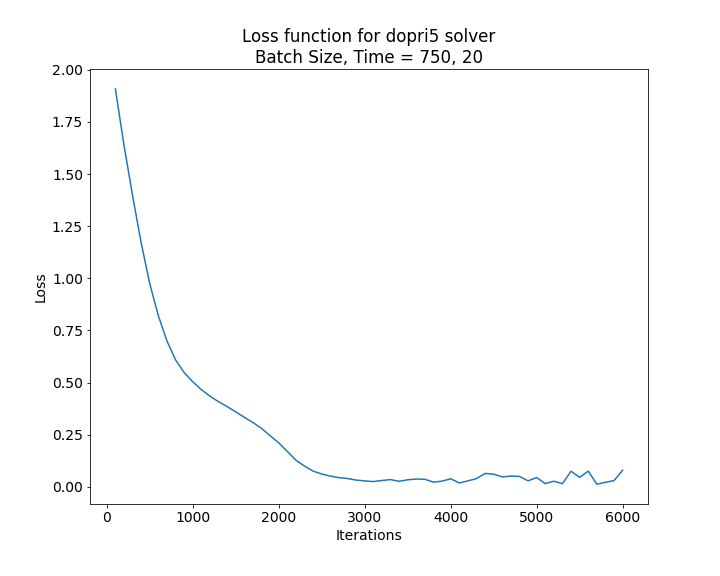 Loss function for dopri5 solver
Batch Size, Time = 750, 20
2.00
1.75
1.50
1.25
1.00
0.75
0.50
0.25
0.00
Loss
0 1000 2000 3000 4000 5000 6000
Iterations